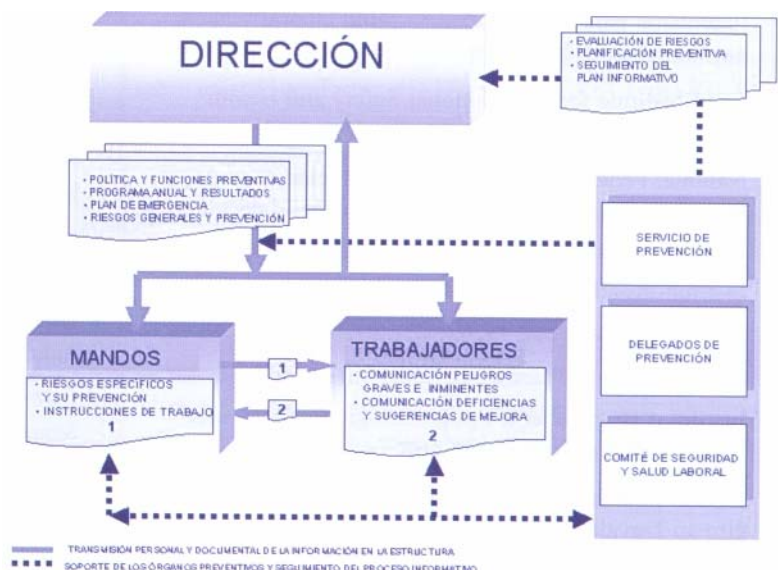 DIRECCIÓN
• EVALUACIÓN DE RIESGOS
• PLANIFICACIÓN PREVENTIVA
• SEGUIMIENTO DEL
PLAN INFORMATIVO
• POLÍTICA Y FUNCIONES PREVENTIVAS
• PROGRAMA ANUAL Y RESULTADOS
• PLAN DE EMERGENCIA
• RIESGOS GENERALES Y PREVENCIÓN
SERVICIO DE
PREVENCIÓN
DELEGADOS DE
PREVENCIÓN
COMITÉ DE SEGURIDAD
Y SALUD LABORAL
MANDOS
• RIESGOS ESPECÍFICOS
Y SU PREVENCIÓN
• INSTRUCCIONES DE TRABAJO
1
1
2
TRABAJADORES
• COMUNICACIÓN PELIGROS
GRAVES E INMINENTES
• COMUNICACIÓN DEFICIENCIAS
Y SUGERENCIAS DE MEJORA
2
TRANSMISIÓN PERSONAL Y DOCUMENTAL DE LA INFORMACIÓN EN LA ESTRUCTURA
SOPORTE DE LOS ÓRGANOS PREVENTIVOS Y SEGUIMIENTO DEL PROCESO INFORMATIVO